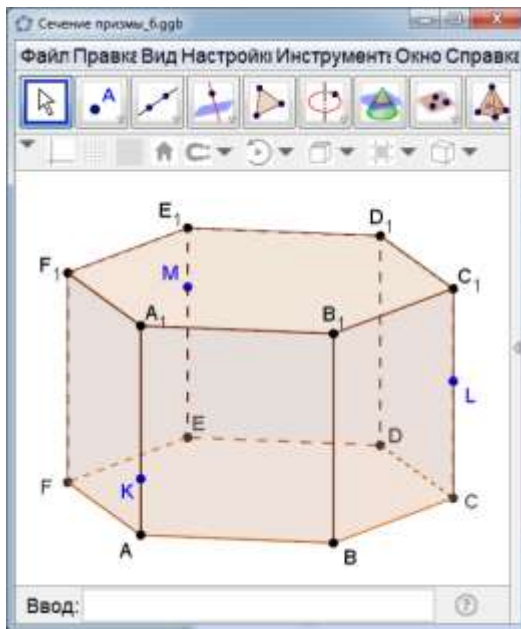 Сечение призмы_6.ggb
Файл Правка Вид Настройки Инструменты Окно Справка
A
E₁
D₁
F₁
M
C₁
A₁
B₁
L
E
D
F
K
C
A
B
Ввод:
?